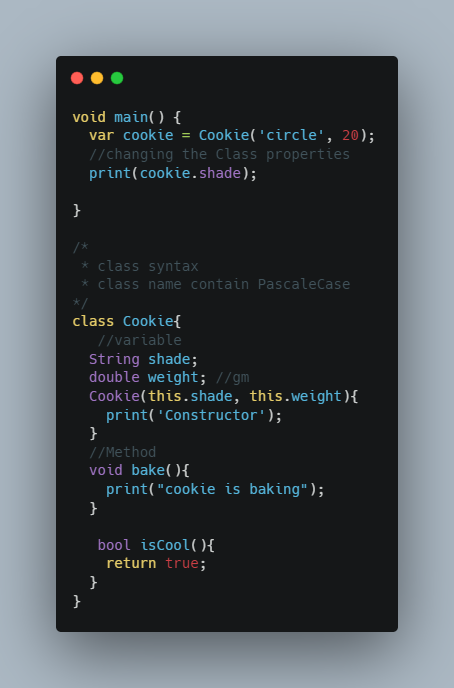 void main() {
  var cookie = Cookie('circle', 20);
  //changing the Class properties
  print(cookie.shade);

}

/*
 * class syntax
 * class name contain PascaleCase
*/
class Cookie{
   //variable
  String shade;
  double weight; //gm
  Cookie(this.shade, this.weight){
    print('Constructor');
  }
  //Method
  void bake(){
    print("cookie is baking");
  }

   bool isCool(){
    return true;
  }
}